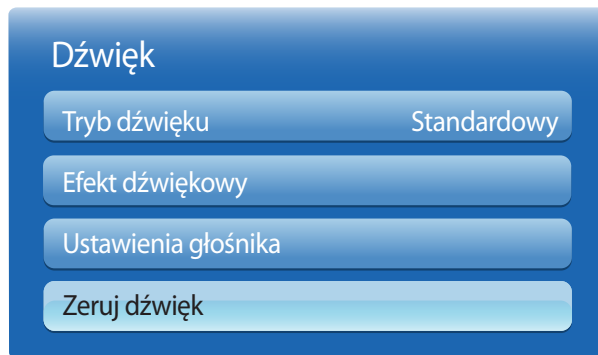 Dźwięk
Tryb dźwięku Standardowy
Efekt dźwiękowy
Ustawienia głośnika
Zeruj dźwięk